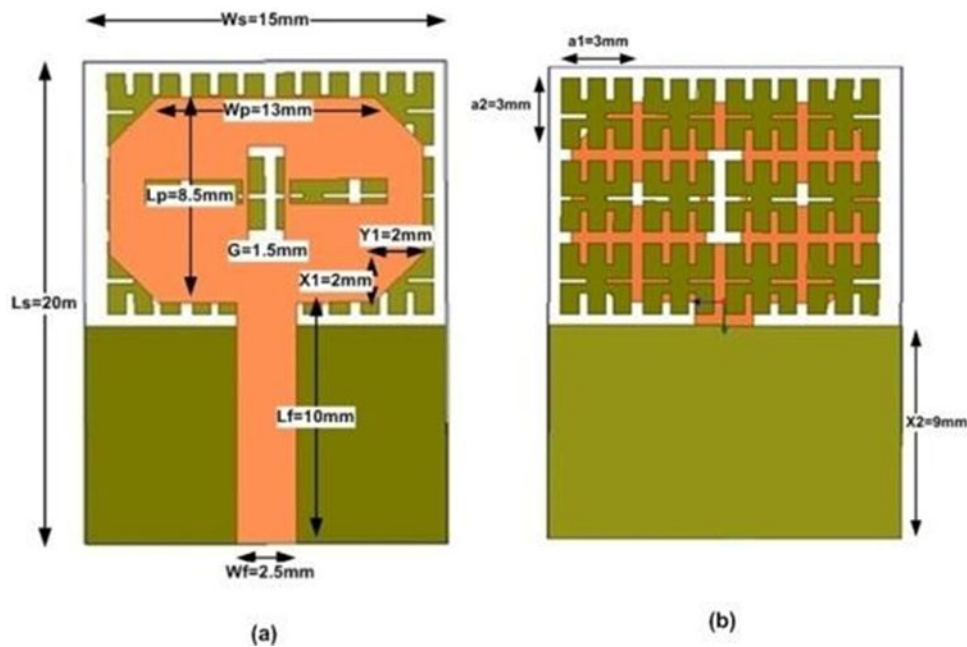 Ws=15mm
a1=3mm
a2=3mm
Wp=13mm
Lp=8.5mm
G=1.5mm
Y1=2mm
X1=2mm
Ls=20m
Lf=10mm
X2=9mm
Wf=2.5mm
(a)
(b)